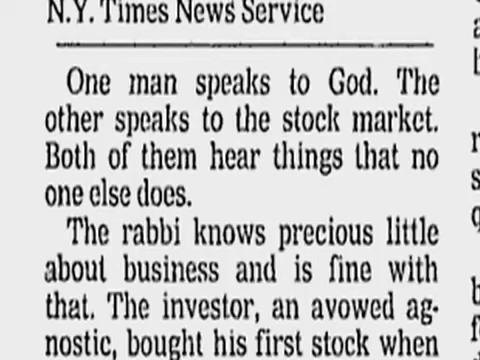 N.Y. Times News Service
One man speaks to God. The
other speaks to the stock market.
Both of them hear things that no
one else does.
The rabbi knows precious little
about business and is fine with
that. The investor, an avowed ag-
nostic, bought his first stock when